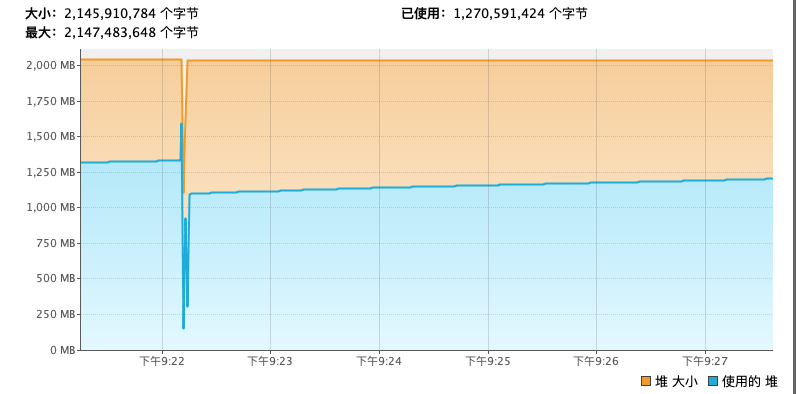 大小: 2,145,910,784 个字节 已使用: 1,270,591,424 个字节
最大: 2,147,483,648 个字节
2,000 MB
1,750 MB
1,500 MB
1,250 MB
1,000 MB
750 MB
500 MB
250 MB
0 MB
下午9:22 下午9:23 下午9:24 下午9:25 下午9:26 下午9:27
堆 大小 使用的 堆